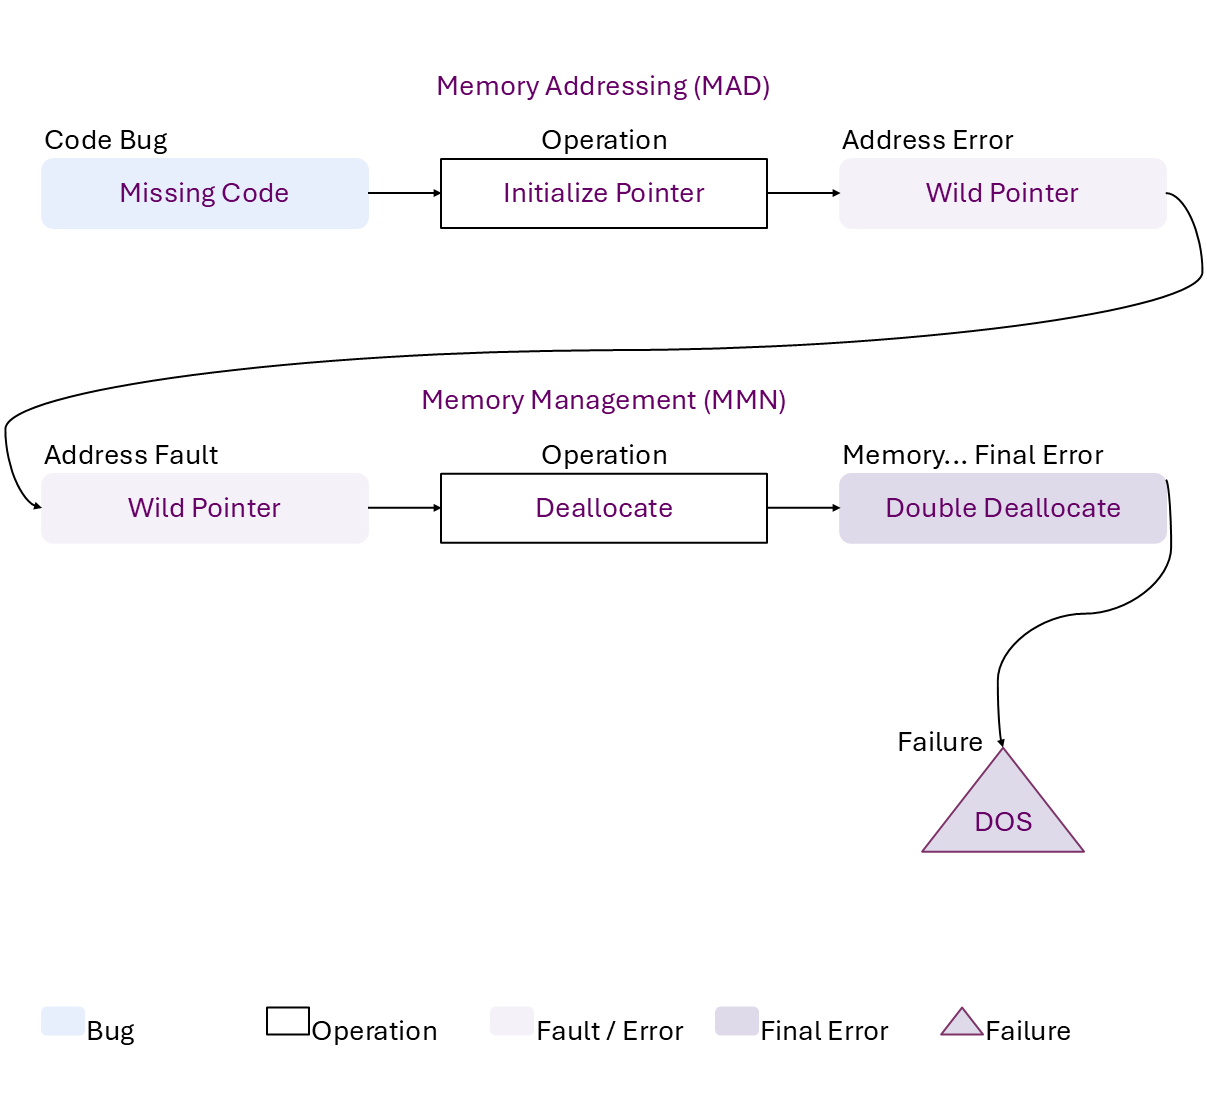 Memory Addressing (MAD)
Code Bug
Operation
Address Error
Missing Code
Initialize Pointer
Wild Pointer
Memory Management (MMN)
Address Fault
Operation
Memory... Final Error
Wild Pointer
Deallocate
Double Deallocate
Failure
DOS
Bug
Operation
Fault / Error
Final Error
Failure